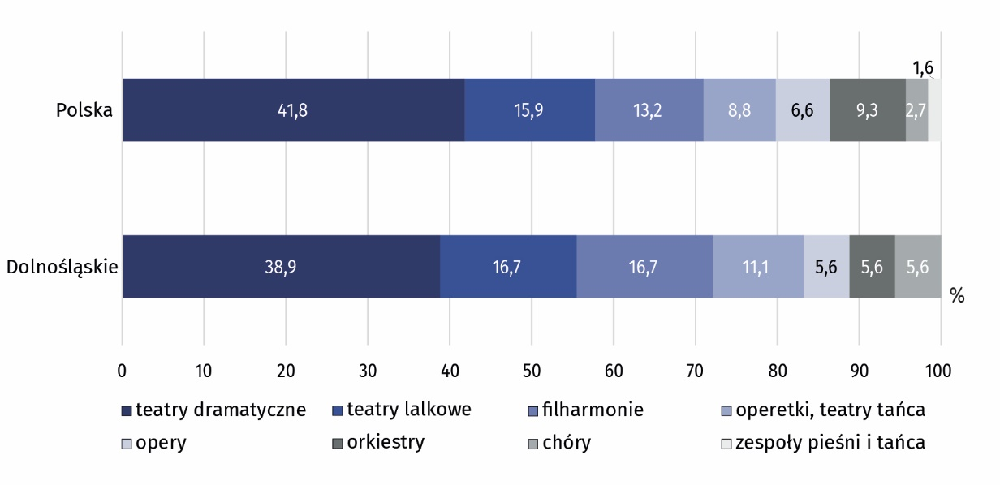 1,6
Polska 41,8 15,9 13,2 8,8 6,6 9,3 2,7
Dolnośląskie 38,9 16,7 16,7 11,1 5,6 5,6 5,6
%
0 10 20 30 40 50 60 70 80 90 100
teatry dramatyczne teatry lalkowe filharmonie operetki, teatry tańca
opery orkiestry chóry zespoły pieśni i tańca